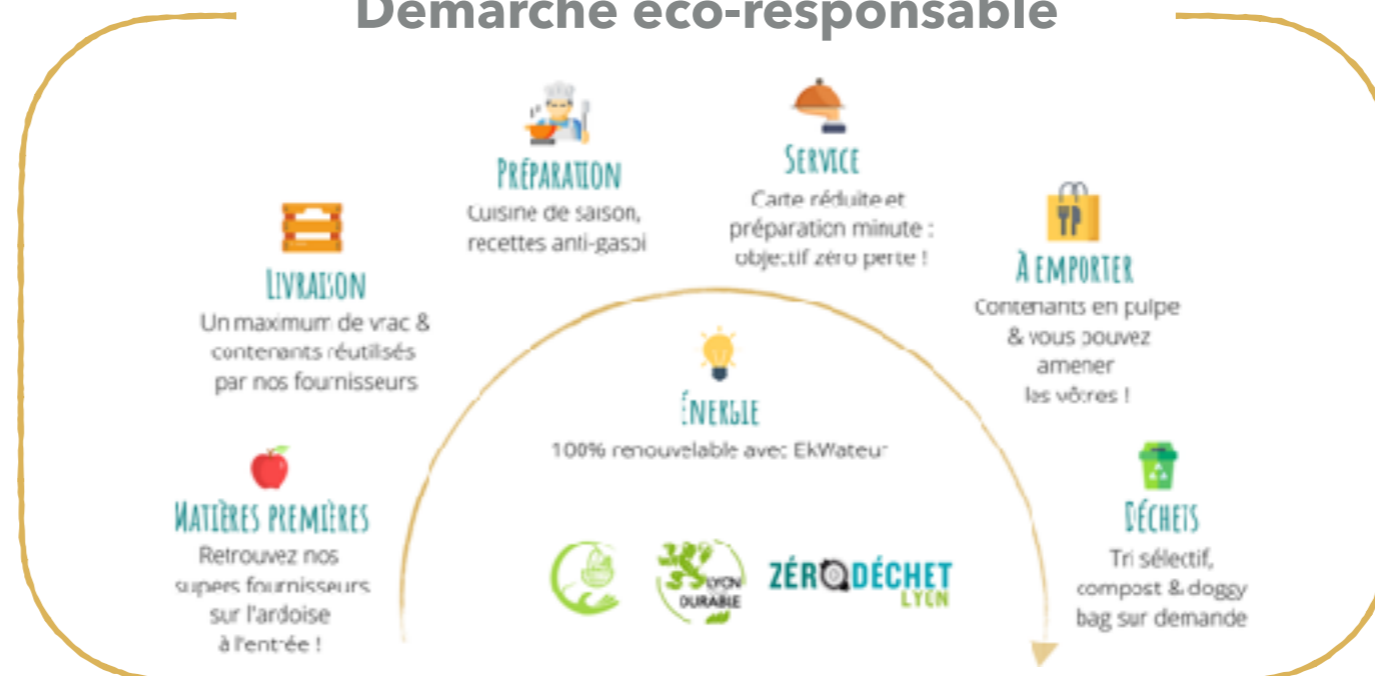 Démarche éco-responsable
PRÉPARATION
Cuisine de saison,
recettes anti-gaspi
SERVICE
Carte réduite et
préparation minute :
objectif zéro perte !
LIVRAISON
Un maximum de vrac &
contenants réutilisés
par nos fournisseurs
À EMPORTER
Contenants en pulpe
& vous pouvez
amener
les vôtres !
ÉNERGIE
100% renouvelable avec EkWateur
MATIÈRES PREMIÈRES
Retrouvez nos
supers fournisseurs
sur l'ardoise
à l'entrée !
DÉCHETS
Tri sélectif,
compost & doggy
bag sur demande
LYON
DURABLE
ZÉRO DÉCHET
LYON